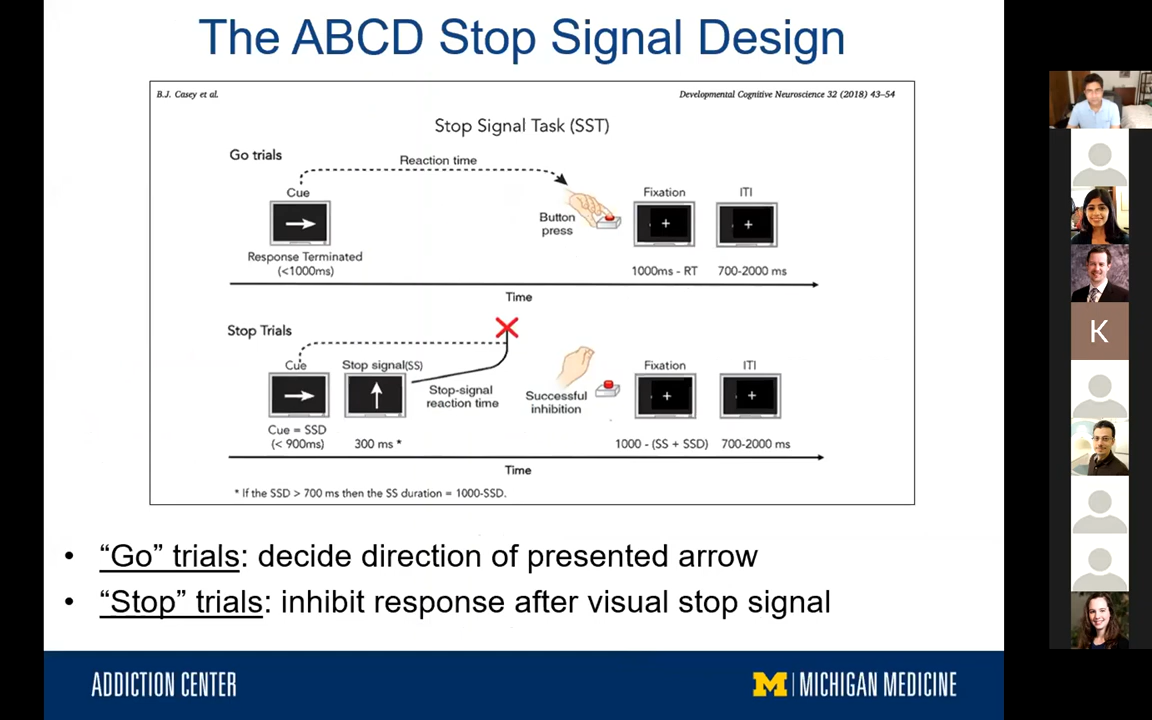 The ABCD Stop Signal Design
B.J. Casey et al.
Developmental Cognitive Neuroscience 32 (2018) 43–54
Stop Signal Task (SST)
Go trials
Reaction time
Cue
Button
press
Fixation
ITI
Response Terminated
(<1000ms)
1000ms - RT
700-2000 ms
Time
Stop Trials
Cue
Stop signal(SS)
Stop-signal
reaction time
Successful
inhibition
Fixation
ITI
Cue = SSD
(< 900ms)
300 ms *
1000 - (SS + SSD)
700-2000 ms
Time
* If the SSD > 700 ms then the SS duration = 1000-SSD.
• “Go” trials: decide direction of presented arrow
• “Stop” trials: inhibit response after visual stop signal
ADDICTION CENTER
M | MICHIGAN MEDICINE
K